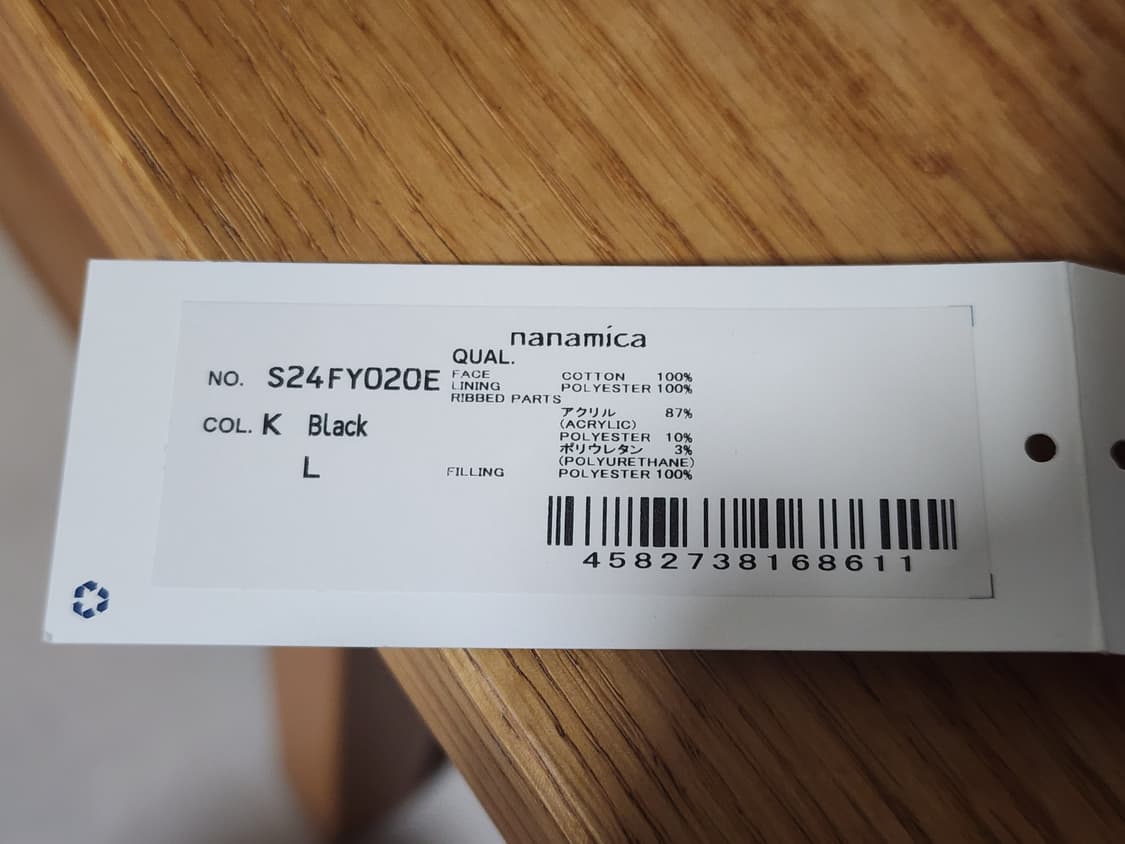 nanamica
NO. S24FY020E
COL. K Black
L
QUAL.
FACE COTTON 100%
LINING POLYESTER 100%
RIBBED PARTS
アクリル 87%
(ACRYLIC)
POLYESTER 10%
ポリウレタン 3%
(POLYURETHANE)
FILLING POLYESTER 100%
4582738168611